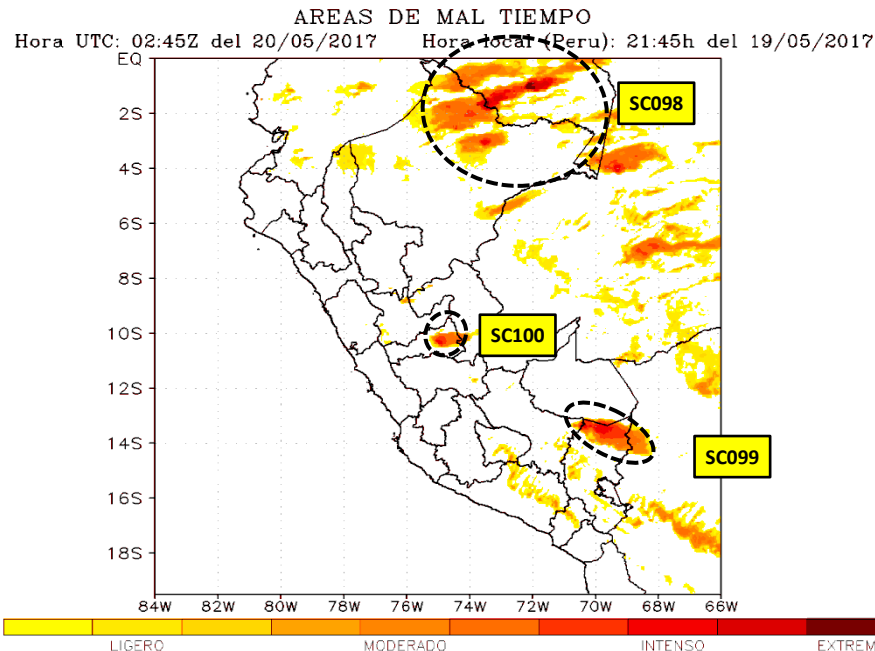 AREAS DE MAL TIEMPO
Hora UTC: 02:45Z del 20/05/2017 Hora local (Peru): 21:45h del 19/05/2017
EQ
2S
4S
6S
8S
10S
12S
14S
16S
18S
SC098
SC100
SC099
84W 82W 80W 78W 76W 74W 72W 70W 68W 66W
LIGERO MODERADO INTENSO EXTREM